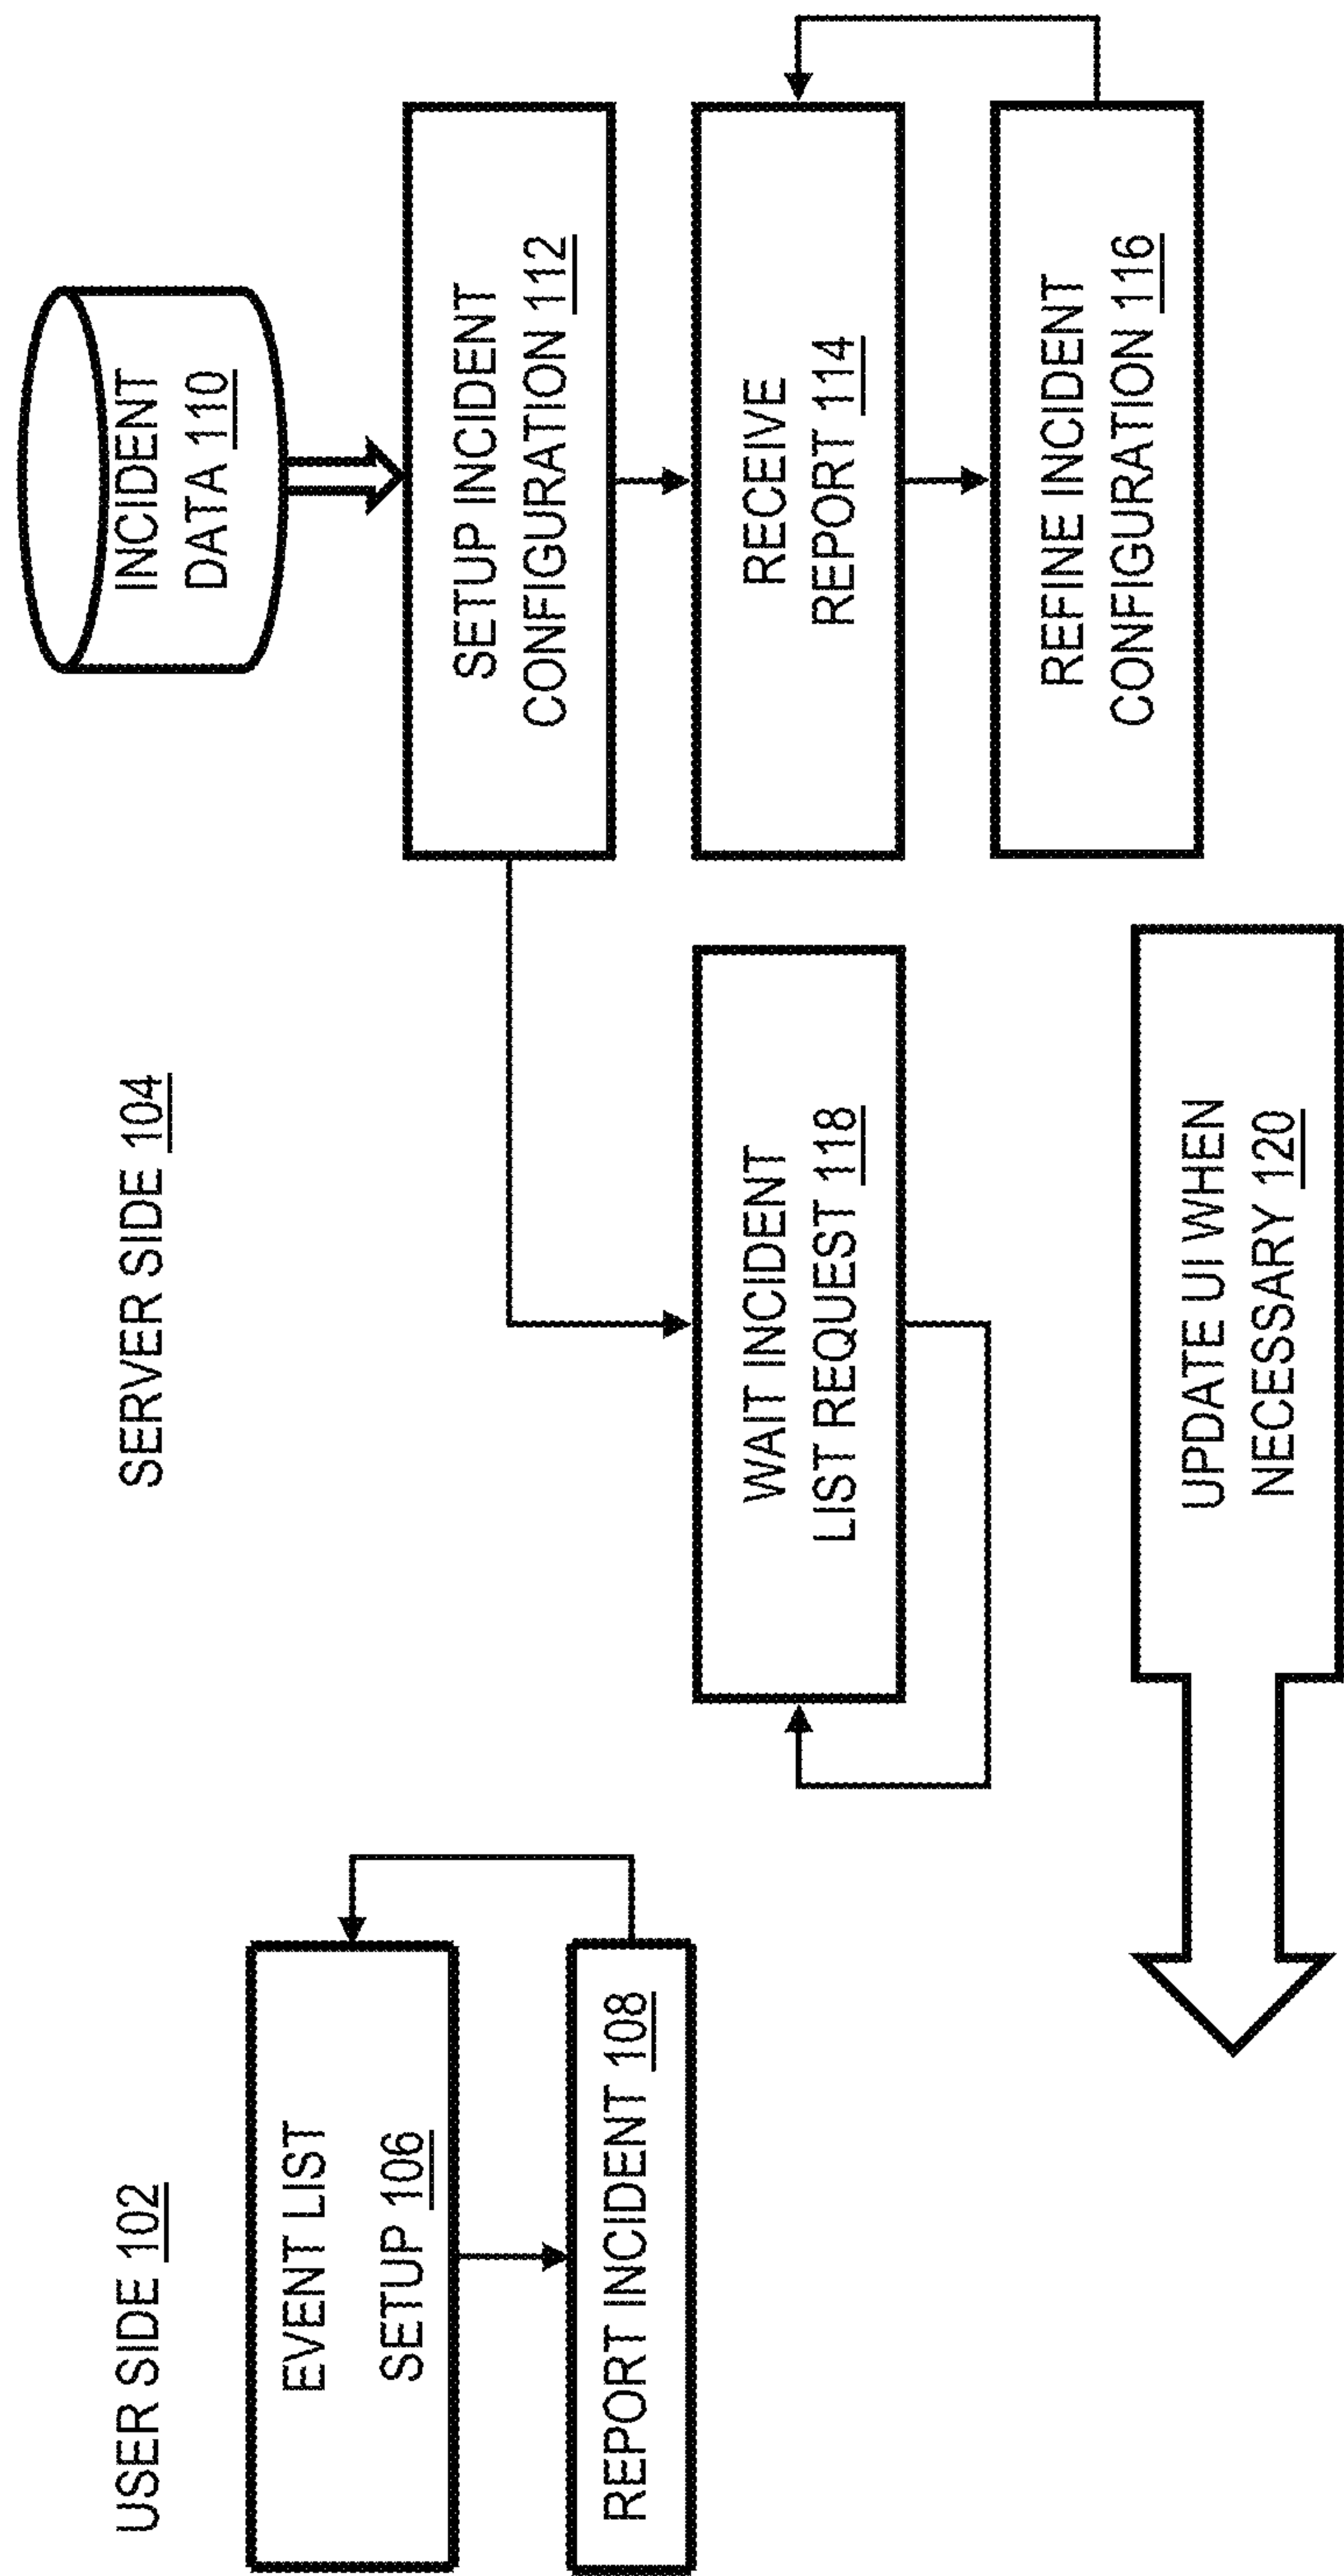 USER SIDE 102
EVENT LIST
SETUP 106
REPORT INCIDENT 108
SERVER SIDE 104
WAIT INCIDENT
LIST REQUEST 118
UPDATE UI WHEN
NECESSARY 120
INCIDENT
DATA 110
SETUP INCIDENT
CONFIGURATION 112
RECEIVE
REPORT 114
REFINE INCIDENT
CONFIGURATION 116